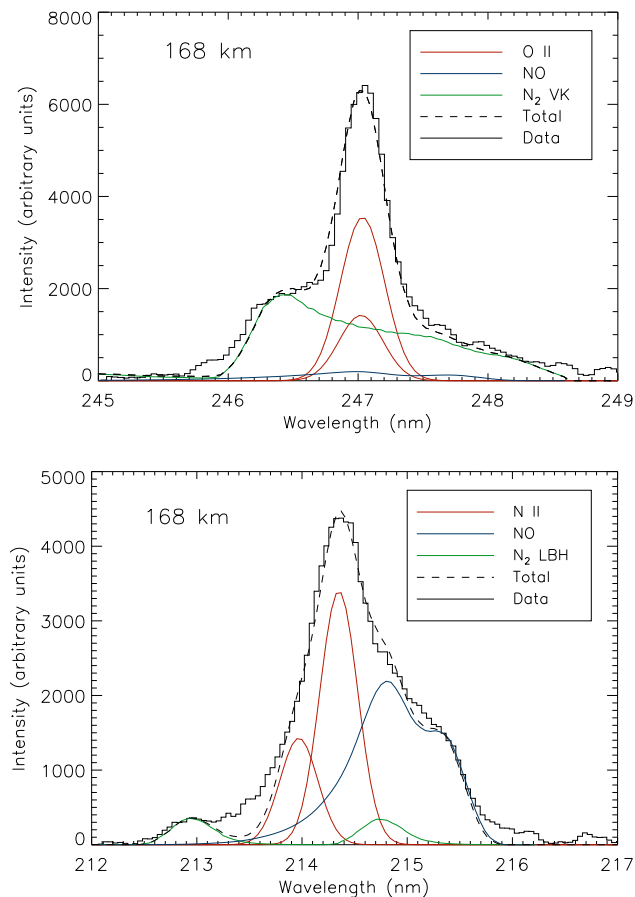 168 km
O II
NO
N₂ VK
Total
Data
8000
6000
4000
2000
0
Intensity (arbitrary units)
245 246 247 248 249
Wavelength (nm)
168 km
N II
NO
N₂ LBH
Total
Data
5000
4000
3000
2000
1000
0
Intensity (arbitrary units)
212 213 214 215 216 217
Wavelength (nm)